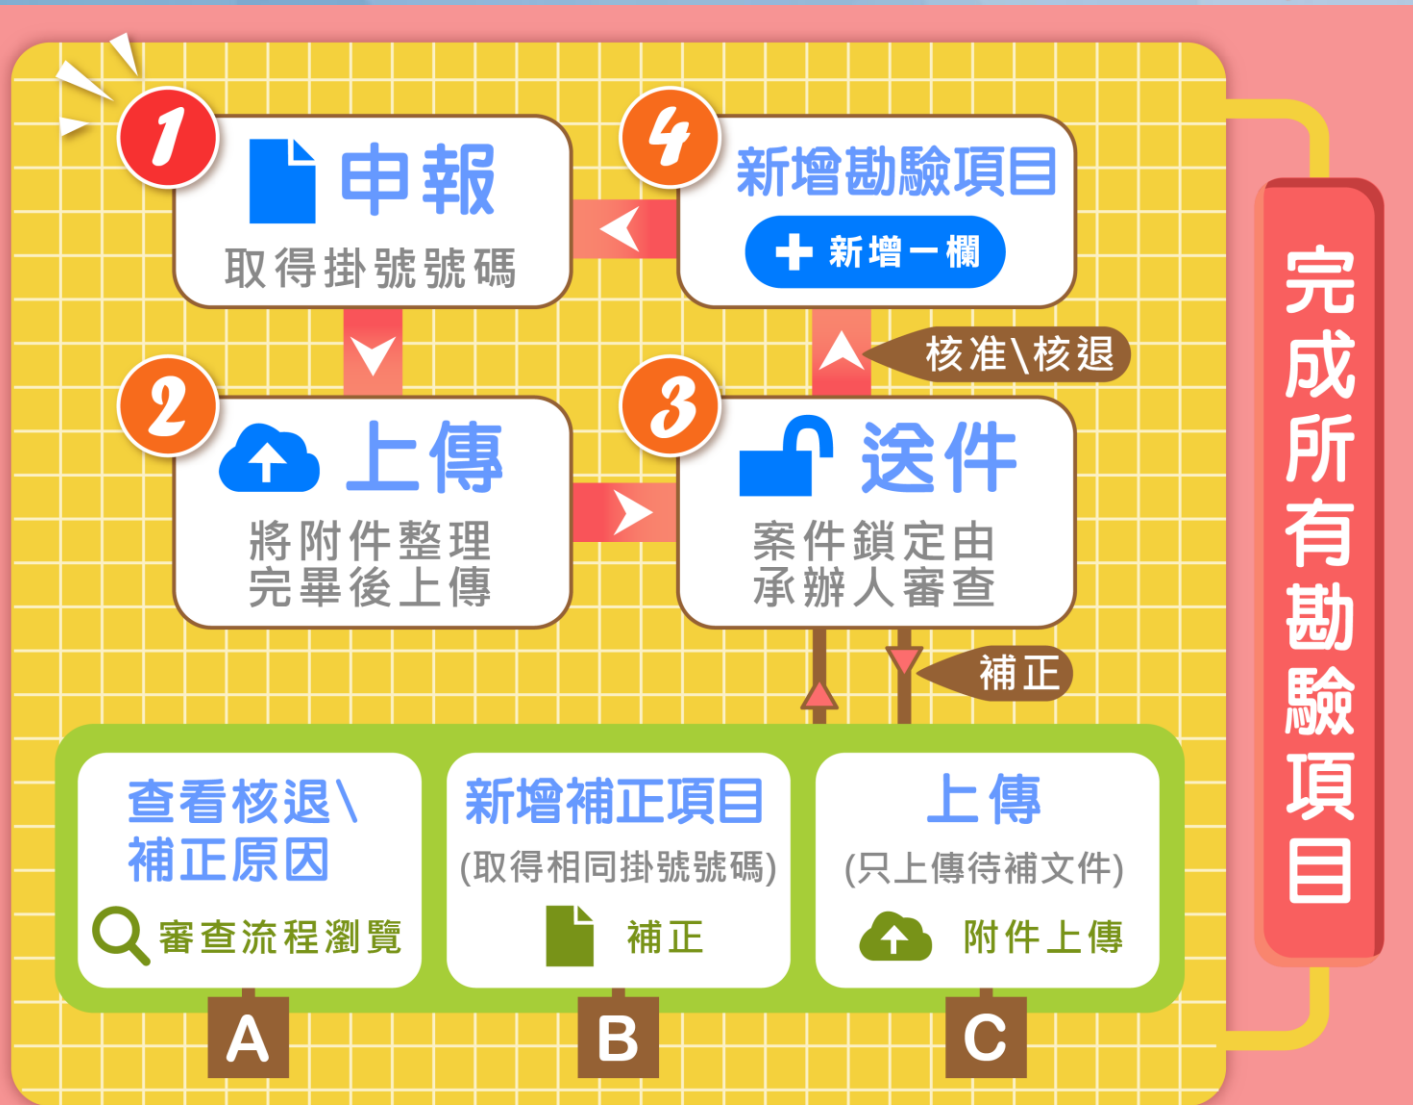 1
申報
取得掛號號碼
2
上傳
將附件整理
完畢後上傳
3
送件
案件鎖定由
承辦人審查
核准\核退
4
新增勘驗項目
新增一欄
補正
查看核退\
補正原因
審查流程瀏覽
A
新增補正項目
(取得相同掛號號碼)
補正
B
上傳
(只上傳待補文件)
附件上傳
C
完成所有勘驗項目